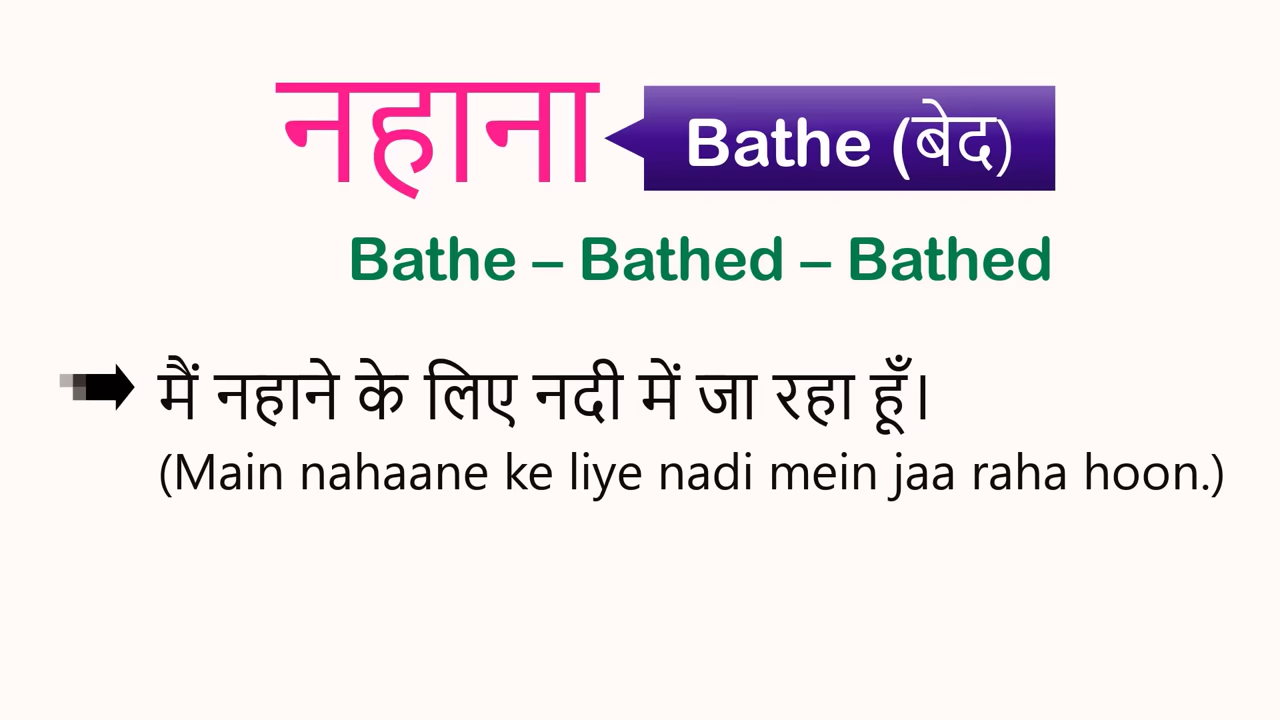 नहाना Bathe (बेद)
Bathe – Bathed – Bathed
मैं नहाने के लिए नदी में जा रहा हूँ।
(Main nahaane ke liye nadi mein jaa raha hoon.)